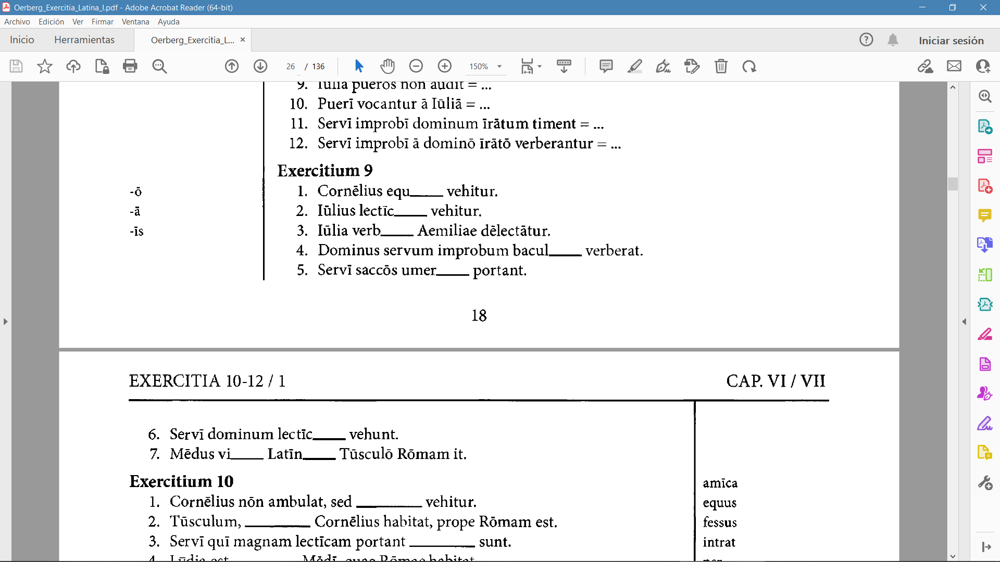 Oerberg_Exercitia_Latina_I.pdf - Adobe Acrobat Reader (64-bit)
Archivo Edición Ver Firmar Ventana Ayuda
Inicio Herramientas Oerberg_Exercitia_L... × Iniciar sesión
26 / 136 150%
9. Iūlia pueros non audit = ...
10. Puerī vocantur ā Iūliā = ...
11. Servī improbī dominum īrātum timent = ...
12. Servī improbī ā dominō īrātō verberantur = ...
Exercitium 9
-ō
-ā
-īs
1. Cornēlius equ____ vehitur.
2. Iūlius lectīc____ vehitur.
3. Iūlia verb____ Aemiliae dēlectātur.
4. Dominus servum improbum bacul____ verberat.
5. Servī saccōs umer____ portant.
18
EXERCITIA 10-12 / 1 CAP. VI / VII
6. Servī dominum lectīc____ vehunt.
7. Mēdus vi____ Latīn____ Tūsculō Rōmam it.
Exercitium 10
1. Cornēlius nōn ambulat, sed ________ vehitur.
2. Tūsculum, ________ Cornēlius habitat, prope Rōmam est.
3. Servī quī magnam lectīcam portant ________ sunt.
4. Lȳdia est ________ Mēdī, quae Rōmae habitat.
amīca
equus
fessus
intrat